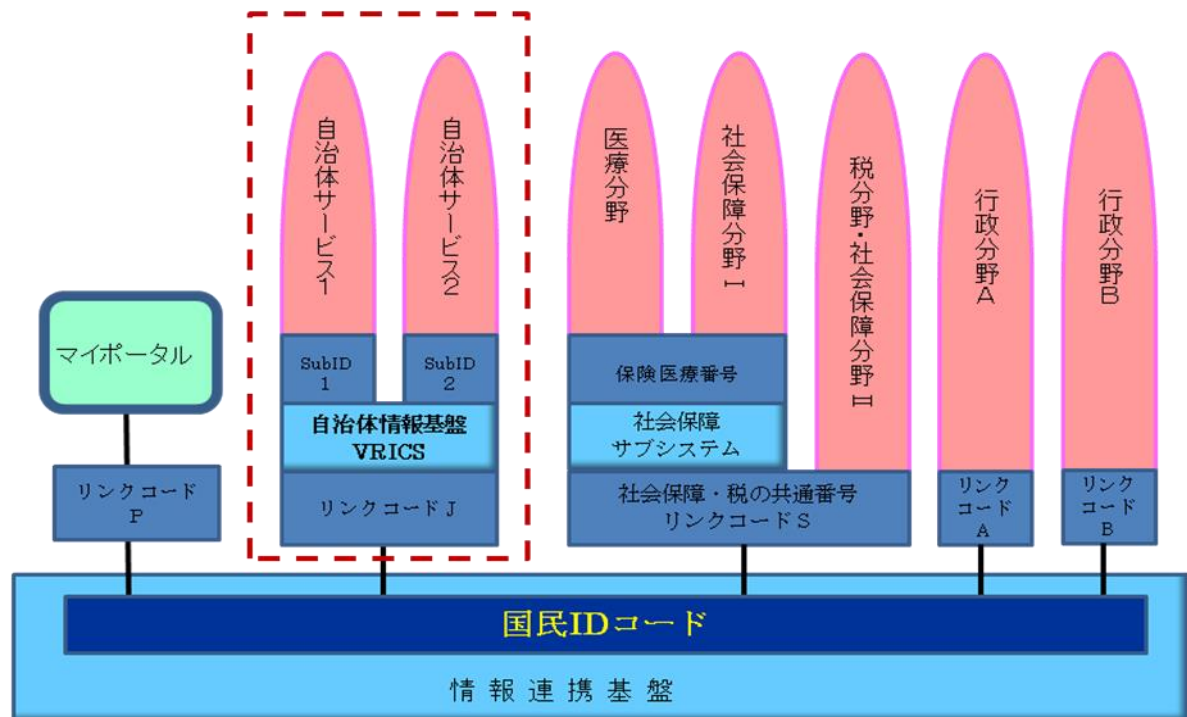 自治体サービス1
自治体サービス2
医療分野
社会保障分野Ⅰ
税分野・社会保障分野Ⅱ
行政分野A
行政分野B
マイポータル
SubID
1
SubID
2
保険医療番号
自治体情報基盤
VRICS
社会保障
サブシステム
リンクコード
P
リンクコードJ
社会保障・税の共通番号
リンクコードS
リンク
コード
A
リンク
コード
B
国民IDコード
情報連携基盤